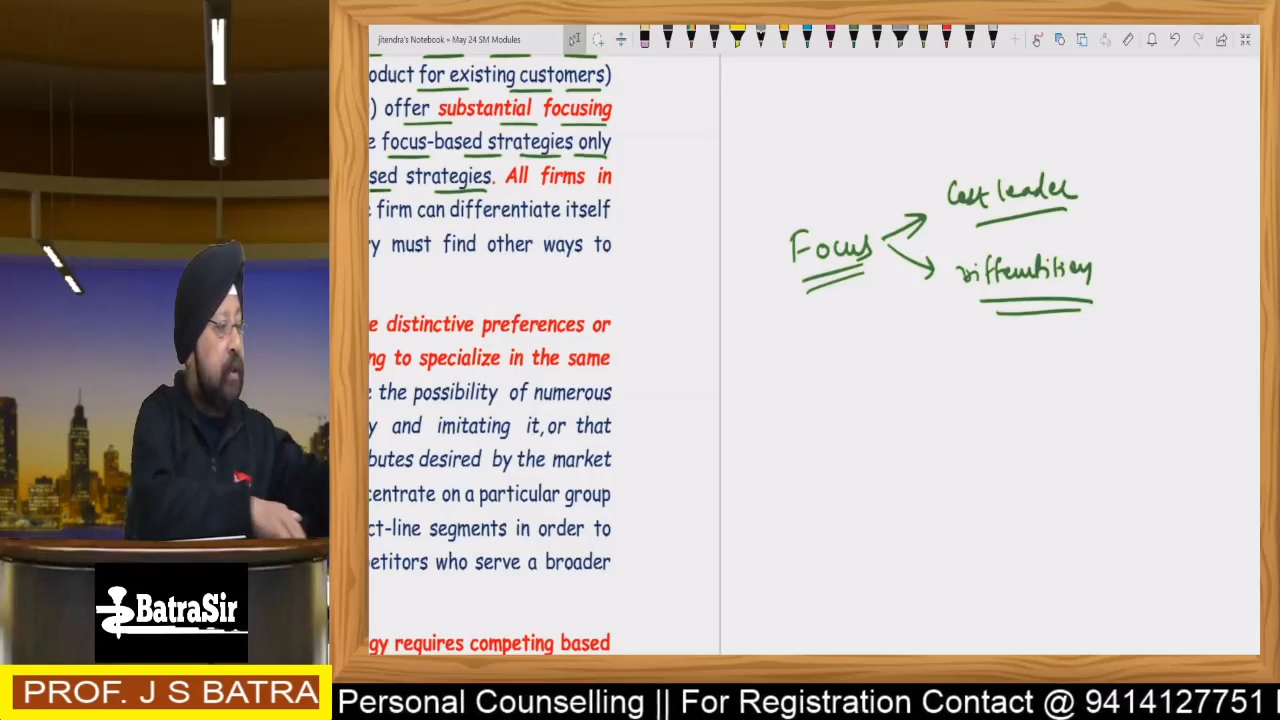 jitendra's Notebook » May 24 SM Modules
oduct for existing customers)
) offer substantial focusing
e focus-based strategies only
sed strategies. All firms in
e firm can differentiate itself
ry must find other ways to
e distinctive preferences or
ng to specialize in the same
e the possibility of numerous
y and imitating it, or that
butes desired by the market
centrate on a particular group
ct-line segments in order to
petitors who serve a broader
gy requires competing based
Cost leader
Focus
BatraSir
PROF. J S BATRA
Personal Counselling || For Registration Contact @ 9414127751